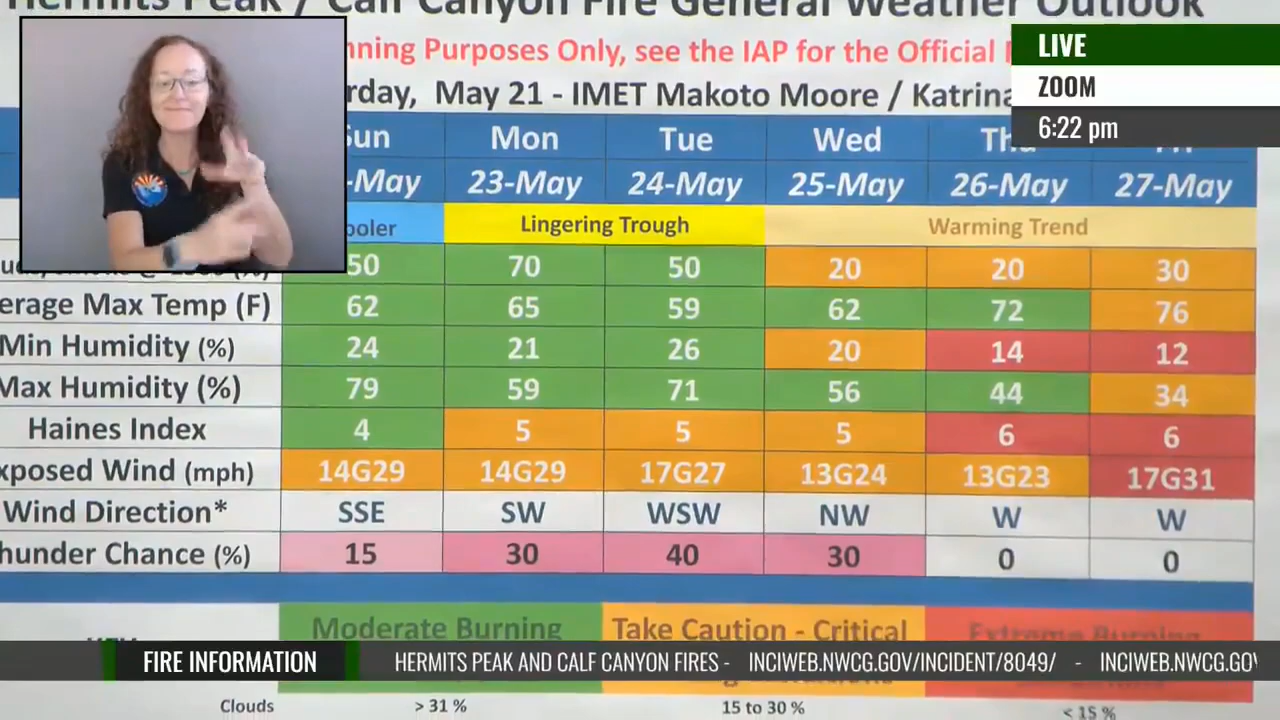 Hermits Peak / Calf Canyon Fire General Weather Outlook
nning Purposes Only, see the IAP for the Official
rday, May 21 - IMET Makoto Moore / Katrina
LIVE
ZOOM
6:22 pm
Sun Mon Tue Wed Thu Fri
-May 23-May 24-May 25-May 26-May 27-May
ooler Lingering Trough Warming Trend
50 70 50 20 20 30
erage Max Temp (F) 62 65 59 62 72 76
Min Humidity (%) 24 21 26 20 14 12
Max Humidity (%) 79 59 71 56 44 34
Haines Index 4 5 5 5 6 6
xposed Wind (mph) 14G29 14G29 17G27 13G24 13G23 17G31
Wind Direction* SSE SW WSW NW W W
hunder Chance (%) 15 30 40 30 0 0
Moderate Burning Take Caution - Critical Extreme Burning
FIRE INFORMATION HERMITS PEAK AND CALF CANYON FIRES - INCIWEB.NWCG.GOV/INCIDENT/8049/ - INCIWEB.NWCG.GOV
Clouds > 31 % 15 to 30 % < 15 %